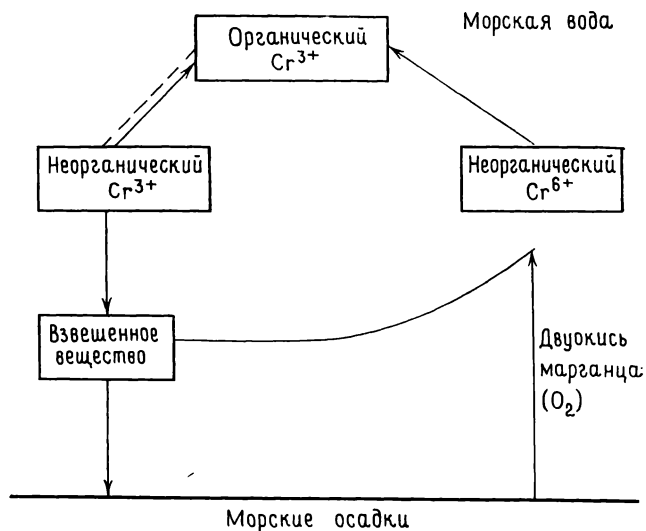 Морская вода
Органический
Cr³⁺
Неорганический
Cr³⁺
Неорганический
Cr⁶⁺
Взвешенное
вещество
Двуокись
марганца
(O₂)
Морские осадки